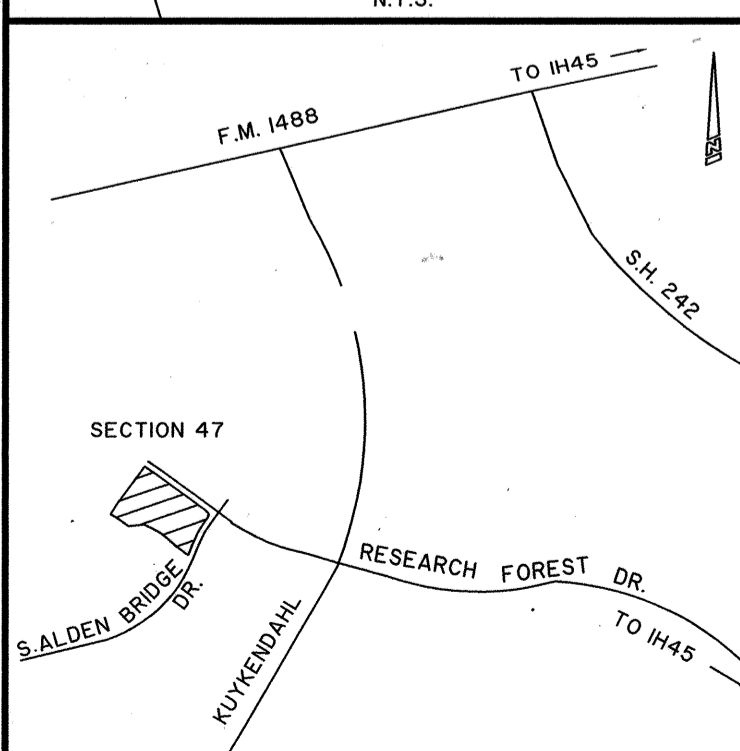 N.T.S.
TO IH45
F.M. 1488
N
S.H. 242
SECTION 47
RESEARCH FOREST DR.
S. ALDEN BRIDGE
DR.
KUYKENDAHL
TO IH45